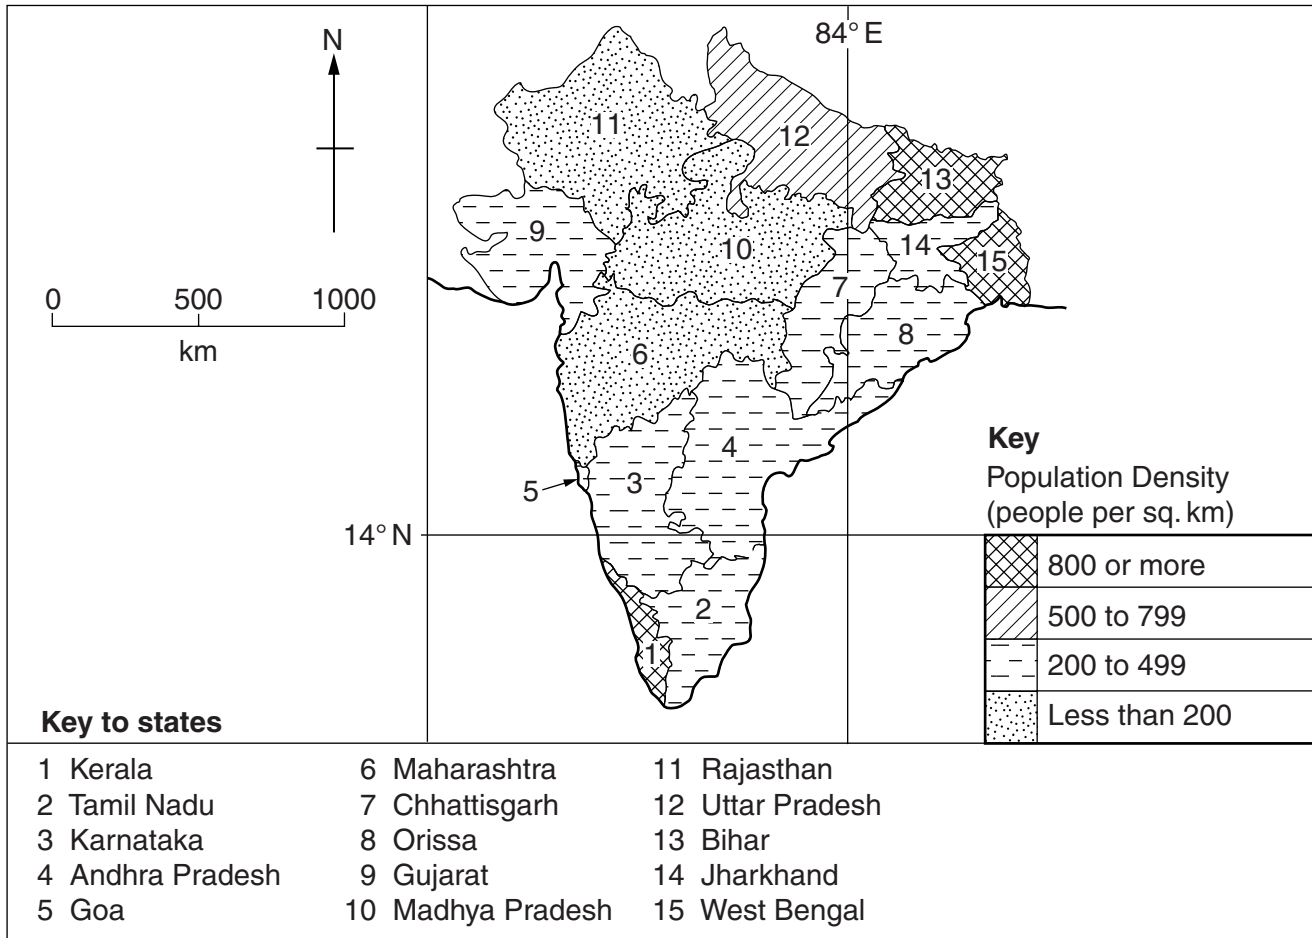 N
84° E
11
12
13
9
10
14
15
0 500 1000
km
7
6
8
4
5
3
14° N
2
1
Key
Population Density
(people per sq. km)
800 or more
500 to 799
200 to 499
Less than 200
Key to states
1 Kerala
2 Tamil Nadu
3 Karnataka
4 Andhra Pradesh
5 Goa
6 Maharashtra
7 Chhattisgarh
8 Orissa
9 Gujarat
10 Madhya Pradesh
11 Rajasthan
12 Uttar Pradesh
13 Bihar
14 Jharkhand
15 West Bengal